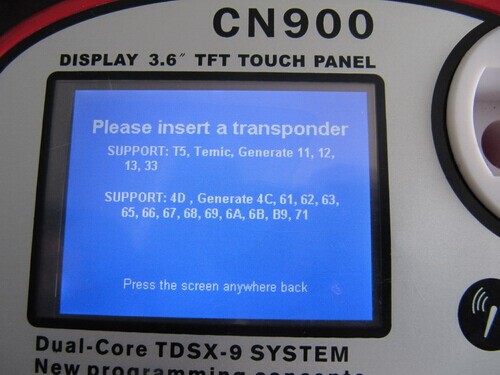 CN900
DISPLAY 3.6" TFT TOUCH PANEL
Please insert a transponder
SUPPORT: T5, Temic, Generate 11, 12,
13, 33
SUPPORT: 4D , Generate 4C, 61, 62, 63,
65, 66, 67, 68, 69, 6A, 6B, B9, 71
Press the screen anywhere back
Dual-Core TDSX-9 SYSTEM
New programming concepts